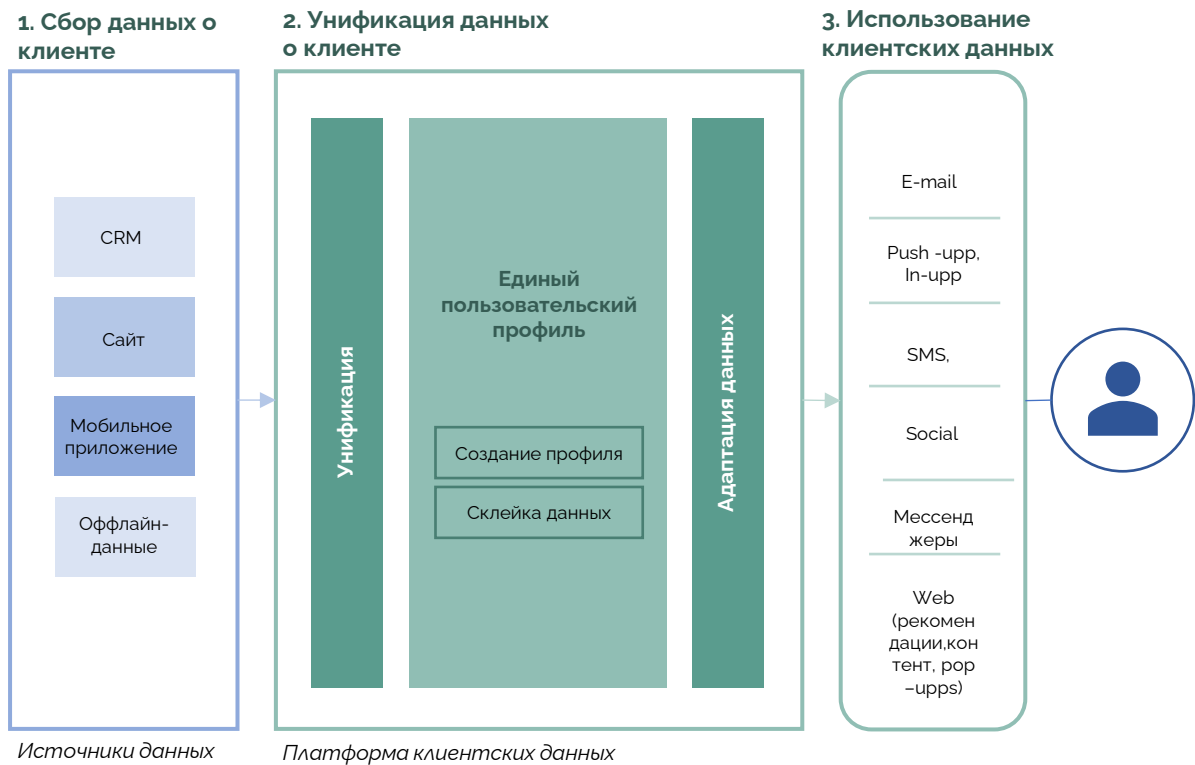 1. Сбор данных о
клиенте
2. Унификация данных
о клиенте
3. Использование
клиентских данных
CRM
Сайт
Мобильное
приложение
Оффлайн-
данные
Унификация
Единый
пользовательский
профиль
Создание профиля
Склейка данных
Адаптация данных
E-mail
Push -upp,
In-upp
SMS,
Social
Мессенд
жеры
Web
(рекомен
дации,кон
тент, pop
–upps)
Источники данных
Платформа клиентских данных